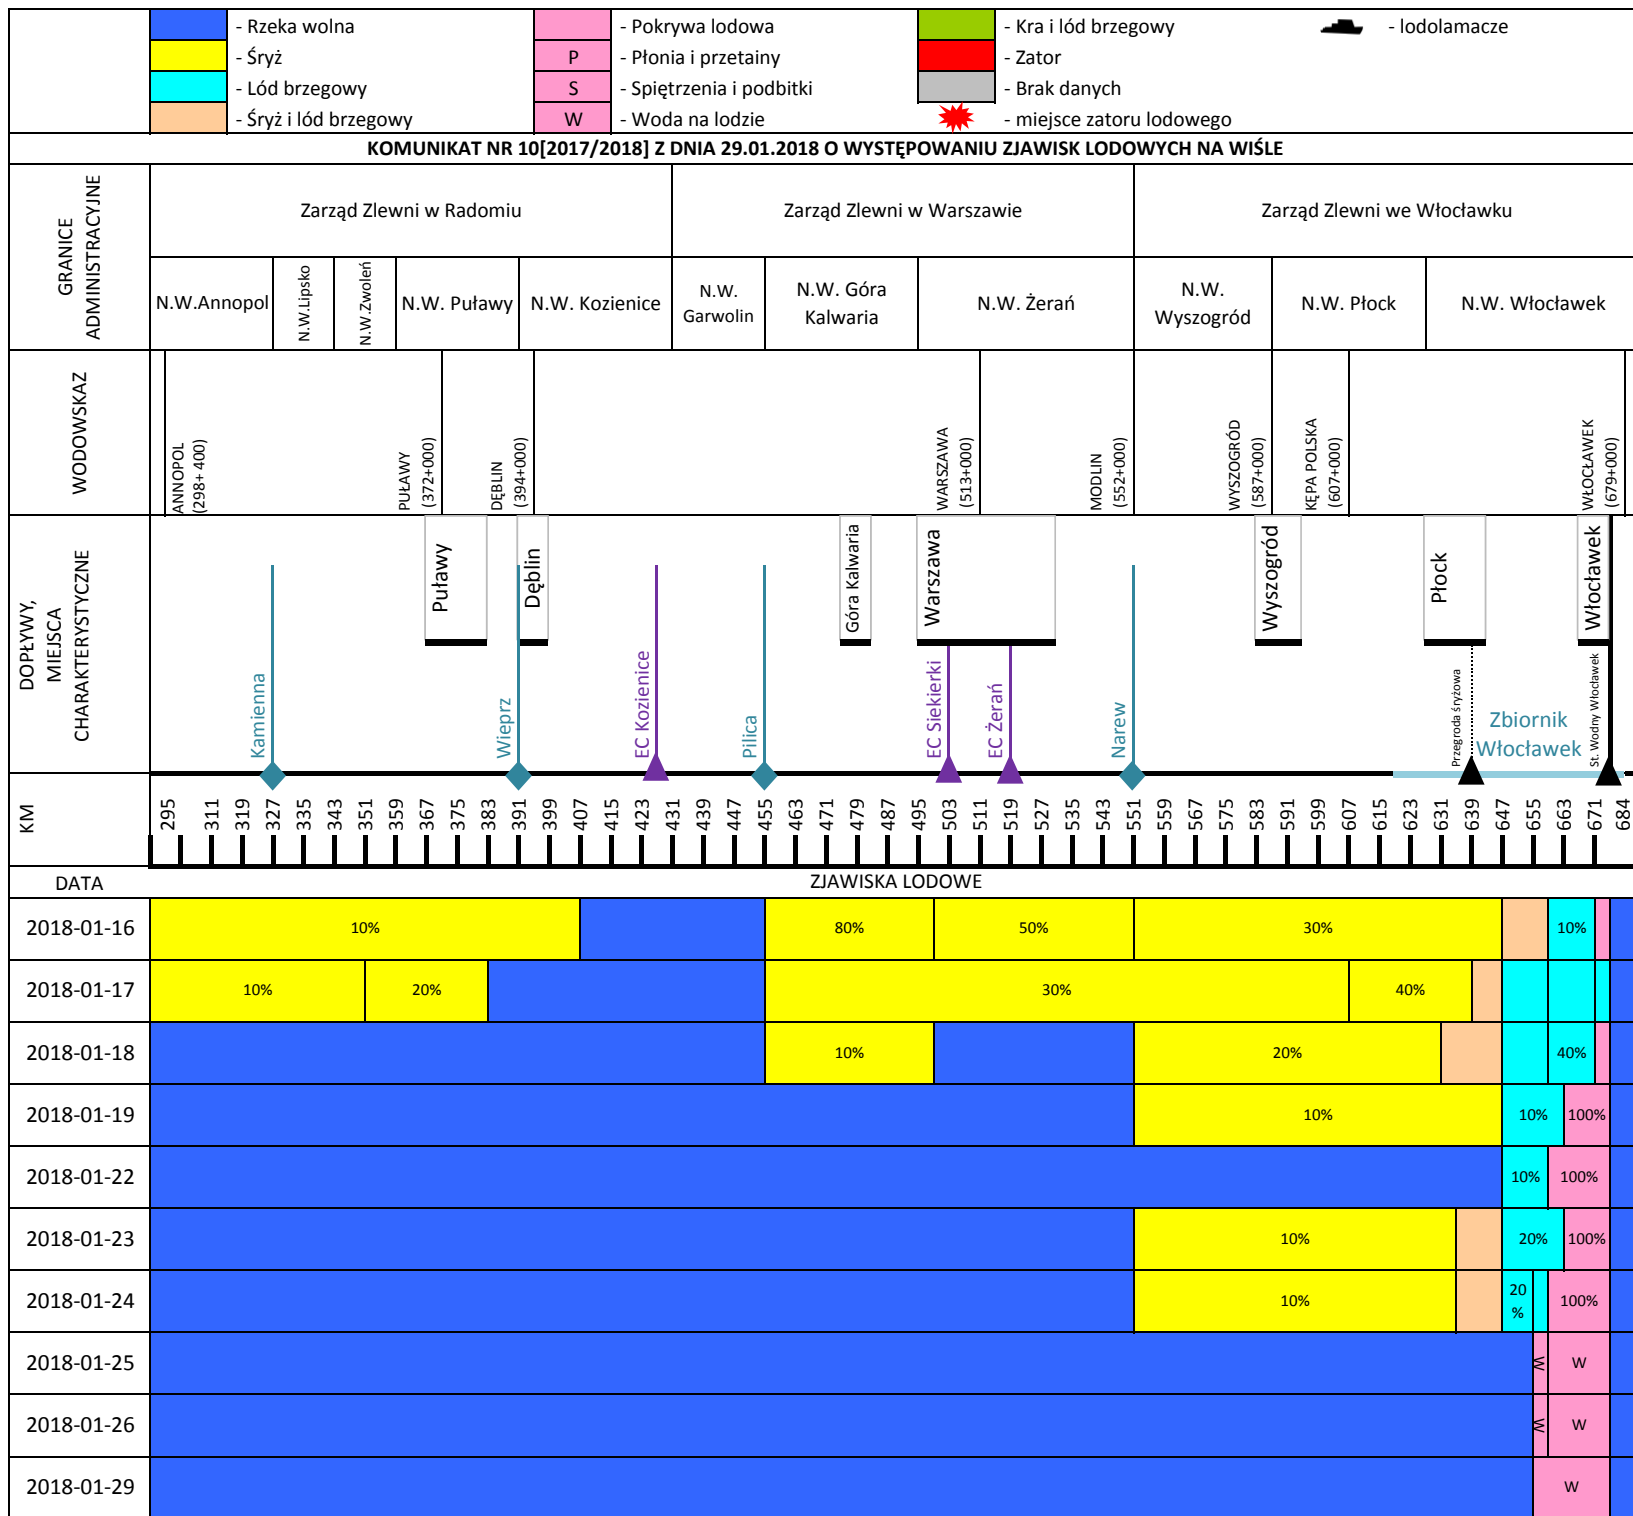 - Rzeka wolna
- Śryż
- Lód brzegowy
- Śryż i lód brzegowy
- Pokrywa lodowa
P - Płonia i przetainy
S - Spiętrzenia i podbitki
W - Woda na lodzie
- Kra i lód brzegowy
- Zator
- Brak danych
- miejsce zatoru lodowego
- lodolamacze
KOMUNIKAT NR 10[2017/2018] Z DNIA 29.01.2018 O WYSTĘPOWANIU ZJAWISK LODOWYCH NA WIŚLE
GRANICE
ADMINISTRACYJNE
Zarząd Zlewni w Radomiu
Zarząd Zlewni w Warszawie
Zarząd Zlewni we Włocławku
N.W.Annopol
N.W.Lipsko
N.W.Zwoleń
N.W. Puławy
N.W. Kozienice
N.W.
Garwolin
N.W. Góra
Kalwaria
N.W. Żerań
N.W.
Wyszogród
N.W. Płock
N.W. Włocławek
WODOWSKAZ
ANNOPOL
(298+ 400)
PUŁAWY
(372+000)
DĘBLIN
(394+000)
WARSZAWA
(513+000)
MODLIN
(552+000)
WYSZOGRÓD
(587+000)
KĘPA POLSKA
(607+000)
WŁOCŁAWEK
(679+000)
DOPŁYWY,
MIEJSCA
CHARAKTERYSTYCZNE
Kamienna
Puławy
Wieprz
Dęblin
EC Kozienice
Pilica
Góra Kalwaria
Warszawa
EC Siekierki
EC Żerań
Narew
Wyszogród
Płock
Przegroda śryżowa
Zbiornik
Włocławek
Włocławek
St. Wodny Włocławek
KM
295 311 319 327 335 343 351 359 367 375 383 391 399 407 415 423 431 439 447 455 463 471 479 487 495 503 511 519 527 535 543 551 559 567 575 583 591 599 607 615 623 631 639 647 655 663 671 684
DATA ZJAWISKA LODOWE
2018-01-16 10% 80% 50% 30% 10%
2018-01-17 10% 20% 30% 40%
2018-01-18 10% 20% 40%
2018-01-19 10% 10% 100%
2018-01-22 10% 100%
2018-01-23 10% 20% 100%
2018-01-24 10% 20
% 100%
2018-01-25 W W
2018-01-26 W W
2018-01-29 W